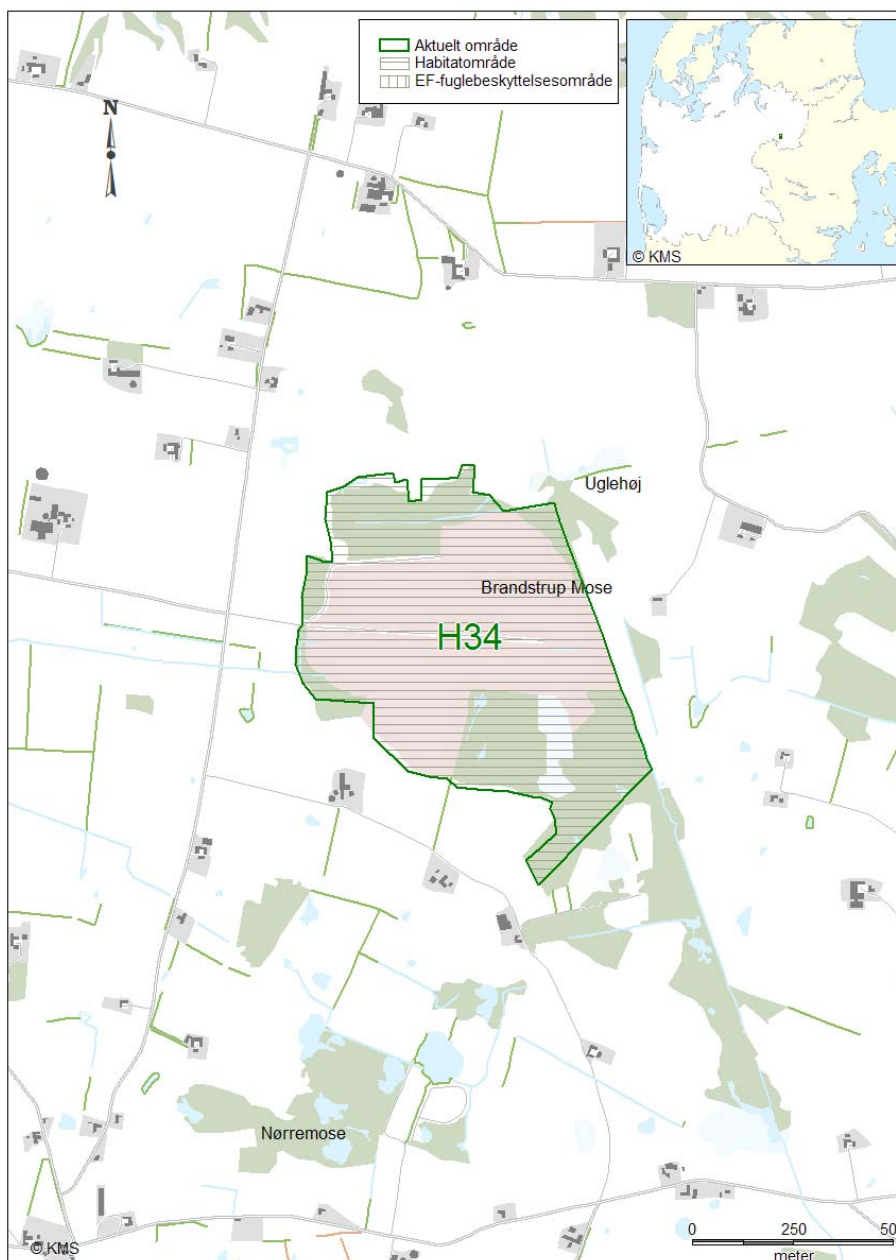 Aktuelt område
Habitatområde
EF-fuglebeskyttelsesområde
N
© KMS
Uglehøj
Brandstrup Mose
H34
Nørremose
© KMS
0 250 50
meter